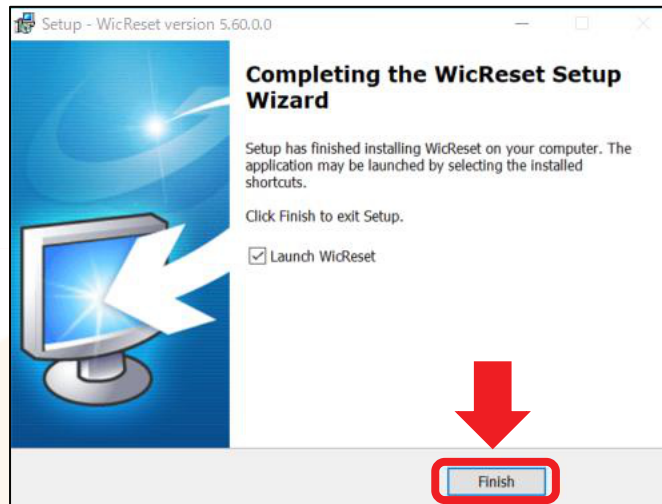 Setup - WicReset version 5.60.0.0
Completing the WicReset Setup
Wizard
Setup has finished installing WicReset on your computer. The
application may be launched by selecting the installed
shortcuts.
Click Finish to exit Setup.
Launch WicReset
Finish